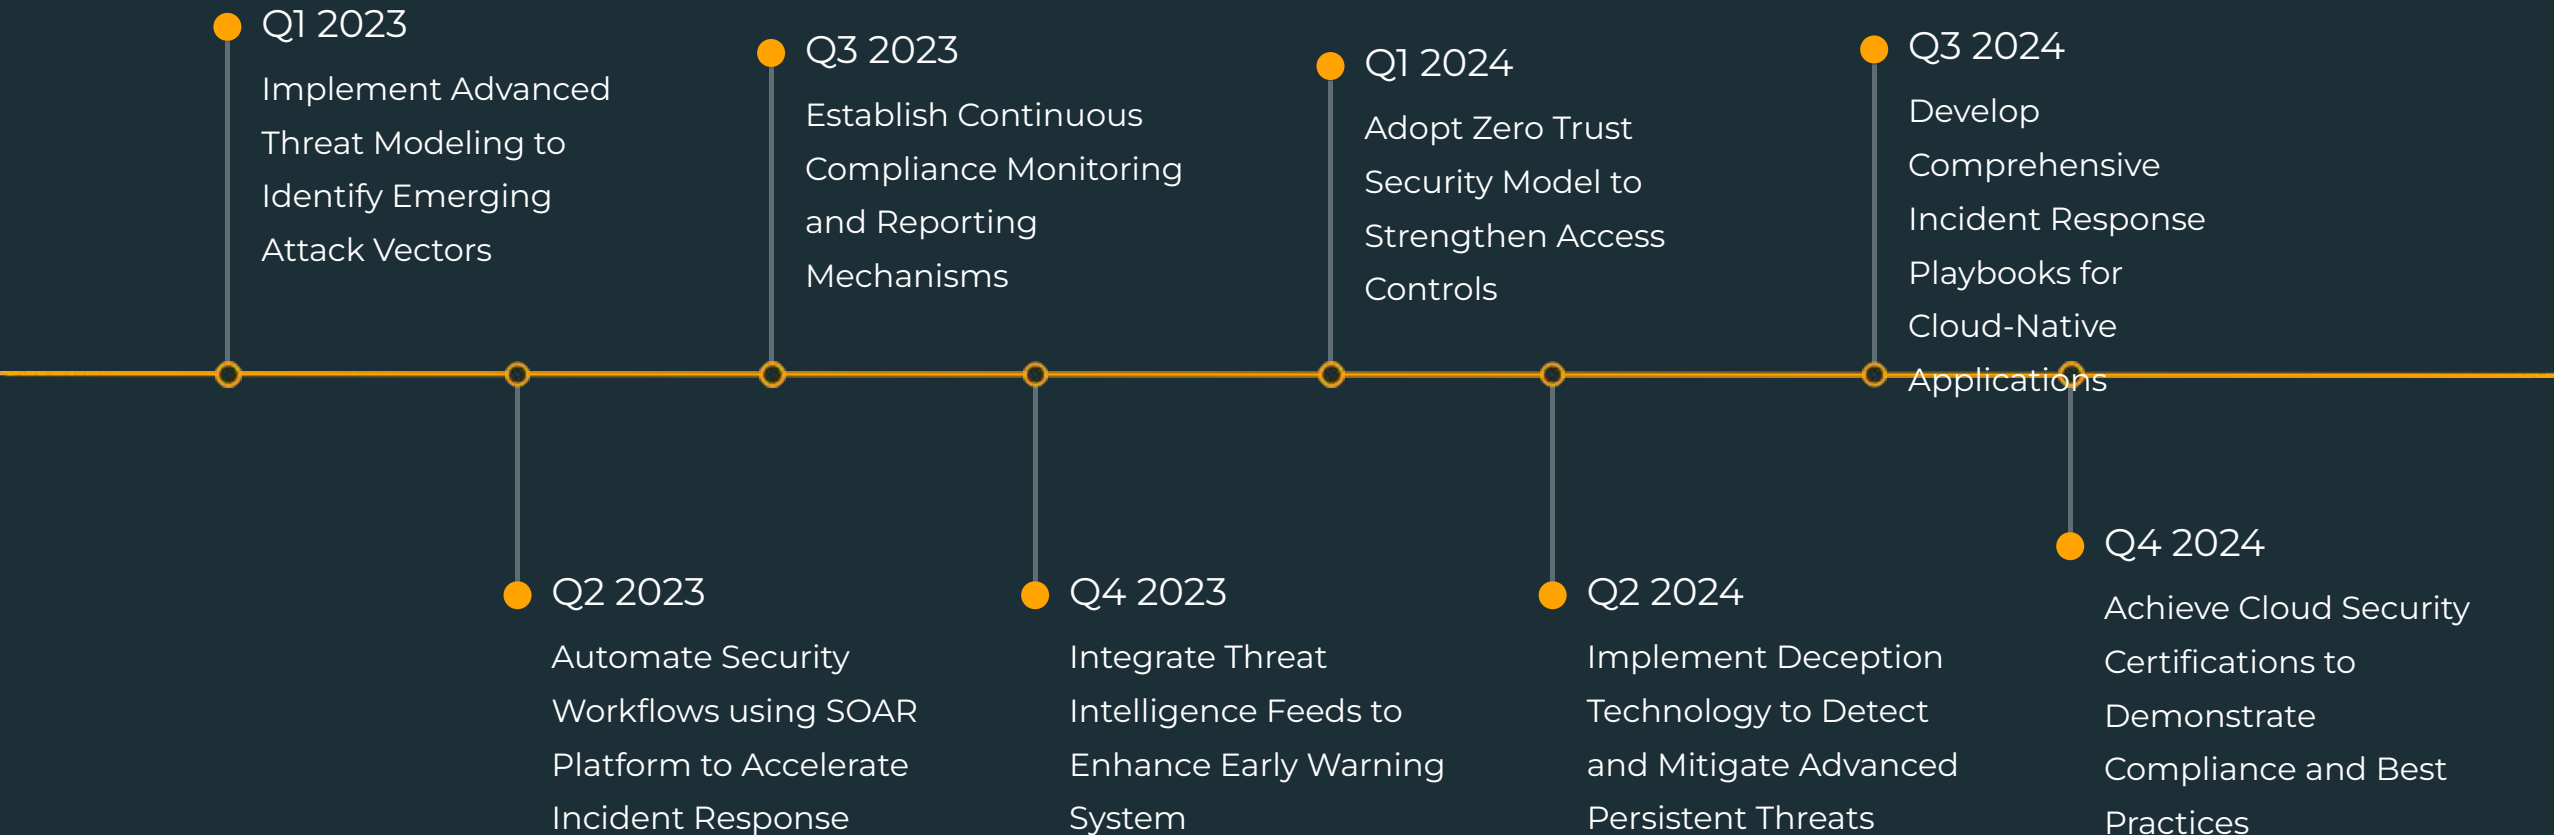 Q1 2023
Implement Advanced
Threat Modeling to
Identify Emerging
Attack Vectors
Q2 2023
Automate Security
Workflows using SOAR
Platform to Accelerate
Incident Response
Q3 2023
Establish Continuous
Compliance Monitoring
and Reporting
Mechanisms
Q4 2023
Integrate Threat
Intelligence Feeds to
Enhance Early Warning
System
Q1 2024
Adopt Zero Trust
Security Model to
Strengthen Access
Controls
Q2 2024
Implement Deception
Technology to Detect
and Mitigate Advanced
Persistent Threats
Q3 2024
Develop
Comprehensive
Incident Response
Playbooks for
Cloud-Native
Applications
Q4 2024
Achieve Cloud Security
Certifications to
Demonstrate
Compliance and Best
Practices